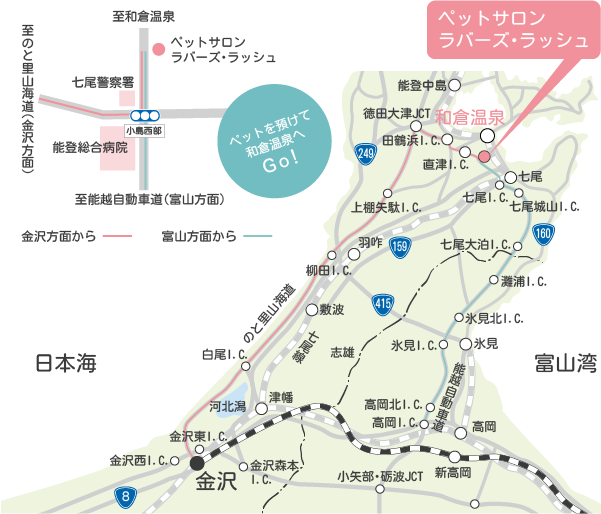 至和倉温泉
ペットサロン
ラバーズ・ラッシュ
至のと里山海道(金沢方面)
七尾警察署
小島西部
能登総合病院
至能越自動車道(富山方面)
ペットを預けて
和倉温泉へ
Go!
金沢方面から
富山方面から
ペットサロン
ラバーズ・ラッシュ
能登中島
徳田大津JCT
和倉温泉
田鶴浜I.C.
直津I.C.
249
七尾
七尾I.C.
七尾城山I.C.
上棚矢駄I.C.
160
羽咋
159
七尾大泊I.C.
柳田I.C.
灘浦I.C.
のと里山海道
415
敷波
氷見北I.C.
七尾線
志雄
氷見I.C.
氷見
白尾I.C.
日本海
富山湾
能越自動車道
河北潟
津幡
高岡北I.C.
高岡I.C.
高岡
金沢東I.C.
金沢西I.C.
金沢
金沢森本
I.C.
新高岡
小矢部・砺波JCT
8